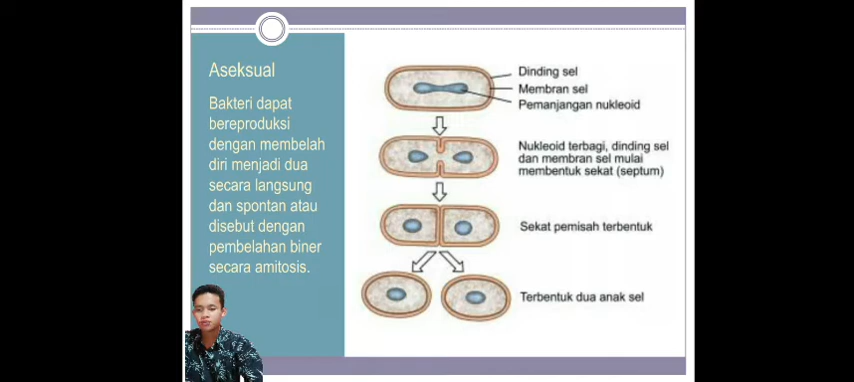 Aseksual
Bakteri dapat
bereproduksi
dengan membelah
diri menjadi dua
secara langsung
dan spontan atau
disebut dengan
pembelahan biner
secara amitosis.
Dinding sel
Membran sel
Pemanjangan nukleoid
Nukleoid terbagi, dinding sel
dan membran sel mulai
membentuk sekat (septum)
Sekat pemisah terbentuk
Terbentuk dua anak sel